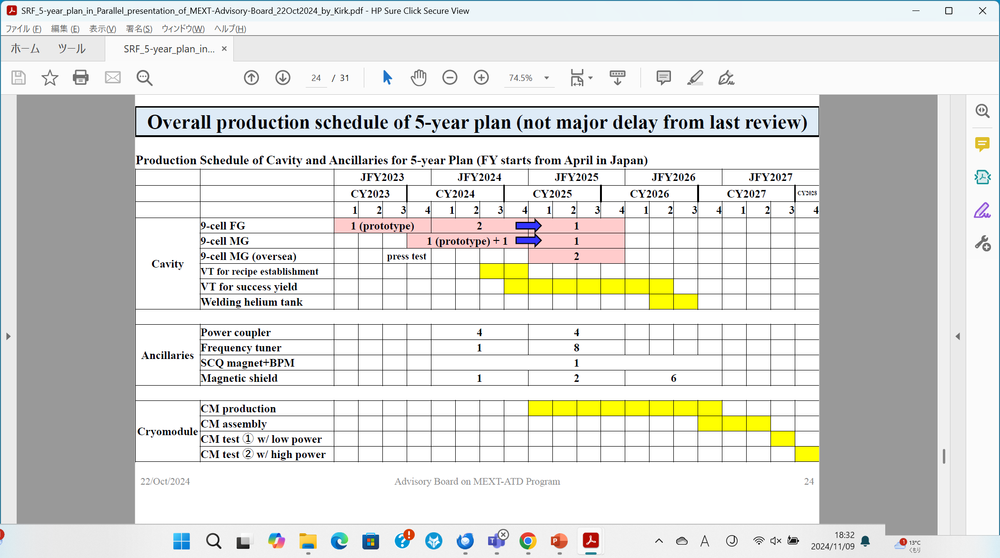 SRF_5-year_plan_in_Parallel_presentation_of_MEXT-Advisory-Board_22Oct2024_by_Kirk.pdf - HP Sure Click Secure View
ファイル (F) 編集 (E) 表示(V) 署名(S) ウィンドウ(W) ヘルプ(H)
ホーム ツール SRF_5-year_plan_in... ×
24 / 31 74.5%
Overall production schedule of 5-year plan (not major delay from last review)
Production Schedule of Cavity and Ancillaries for 5-year Plan (FY starts from April in Japan)
JFY2023 JFY2024 JFY2025 JFY2026 JFY2027
CY2023 CY2024 CY2025 CY2026 CY2027 CY2028
1 2 3 4 1 2 3 4 1 2 3 4 1 2 3 4 1 2 3 4
Cavity
9-cell FG 1 (prototype) 2 1
9-cell MG 1 (prototype) + 1 1
9-cell MG (oversea) press test 2
VT for recipe establishment
VT for success yield
Welding helium tank
Ancillaries
Power coupler 4 4
Frequency tuner 1 8
SCQ magnet+BPM 1
Magnetic shield 1 2 6
Cryomodule
CM production
CM assembly
CM test ① w/ low power
CM test ② w/ high power
22/Oct/2024 Advisory Board on MEXT-ATD Program 24
A J 18:32
2024/11/09
1 13°C
くもり